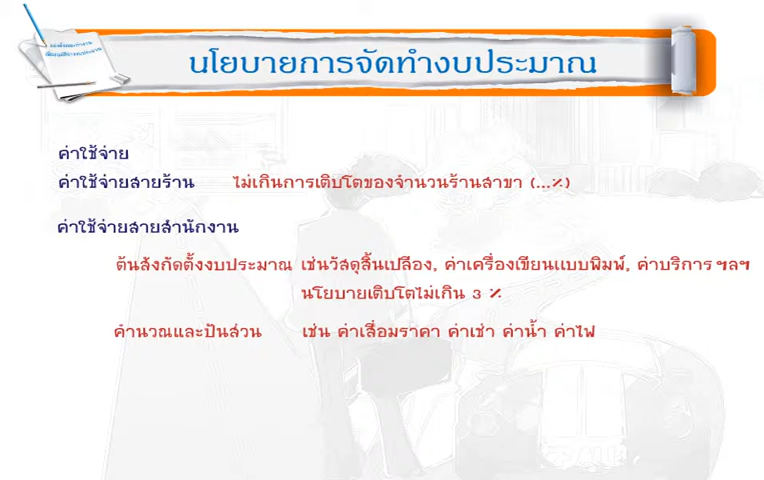 นโยบายการจัดทำงบประมาณ
ค่าใช้จ่าย
ค่าใช้จ่ายสายร้าน ไม่เกินการเติบโตของจำนวนร้านสาขา (...%)
ค่าใช้จ่ายสายสำนักงาน
ต้นสังกัดตั้งงบประมาณ เช่นวัสดุสิ้นเปลือง, ค่าเครื่องเขียนแบบพิมพ์, ค่าบริการ ฯลฯ
นโยบายเติบโตไม่เกิน 3 %
คำนวณและปันส่วน เช่น ค่าเสื่อมราคา ค่าเช่า ค่าน้ำ ค่าไฟ